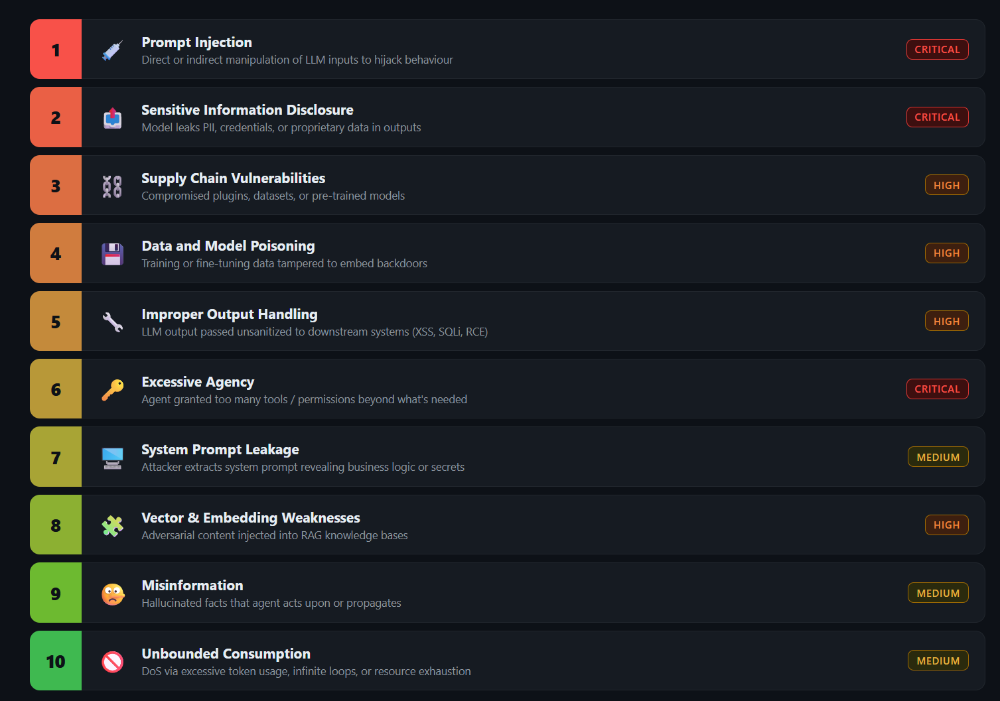 1
Prompt Injection
Direct or indirect manipulation of LLM inputs to hijack behaviour
CRITICAL
2
Sensitive Information Disclosure
Model leaks PII, credentials, or proprietary data in outputs
CRITICAL
3
Supply Chain Vulnerabilities
Compromised plugins, datasets, or pre-trained models
HIGH
4
Data and Model Poisoning
Training or fine-tuning data tampered to embed backdoors
HIGH
5
Improper Output Handling
LLM output passed unsanitized to downstream systems (XSS, SQLi, RCE)
HIGH
6
Excessive Agency
Agent granted too many tools / permissions beyond what's needed
CRITICAL
7
System Prompt Leakage
Attacker extracts system prompt revealing business logic or secrets
MEDIUM
8
Vector & Embedding Weaknesses
Adversarial content injected into RAG knowledge bases
HIGH
9
Misinformation
Hallucinated facts that agent acts upon or propagates
MEDIUM
10
Unbounded Consumption
DoS via excessive token usage, infinite loops, or resource exhaustion
MEDIUM